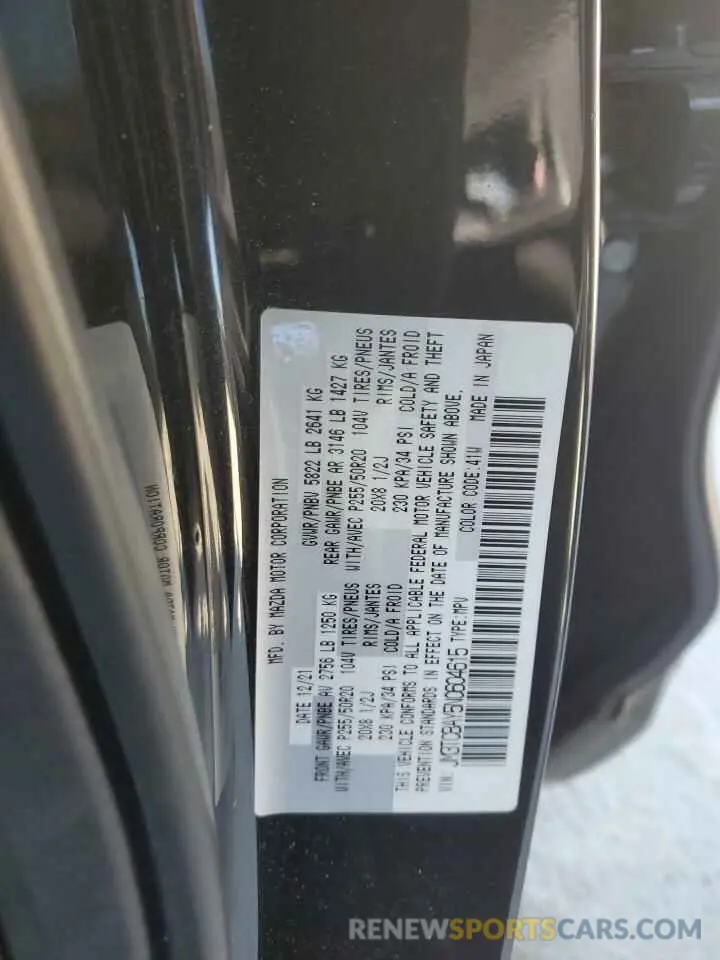 MFD. BY MAZDA MOTOR CORPORATION
DATE 12/21 GVWR/PNBV 5822 LB 2641 KG
FRONT GAWR/PNBE AV 2756 LB 1250 KG REAR GAWR/PNBE AR 3146 LB 1427 KG
WITH/AVEC P255/50R20 104V TIRES/PNEUS WITH/AVEC P255/50R20 104V TIRES/PNEUS
20X8 1/2J RIMS/JANTES 20X8 1/2J RIMS/JANTES
230 KPA/34 PSI COLD/A FROID 230 KPA/34 PSI COLD/A FROID
THIS VEHICLE CONFORMS TO ALL APPLICABLE FEDERAL MOTOR VEHICLE SAFETY AND THEFT
PREVENTION STANDARDS IN EFFECT ON THE DATE OF MANUFACTURE SHOWN ABOVE.
VIN: JM3TCBAY5N0604615 TYPE:MPV COLOR CODE:41W MADE IN JAPAN
MOTOR CORPORATION
RENEWSPORTSCARS.COM